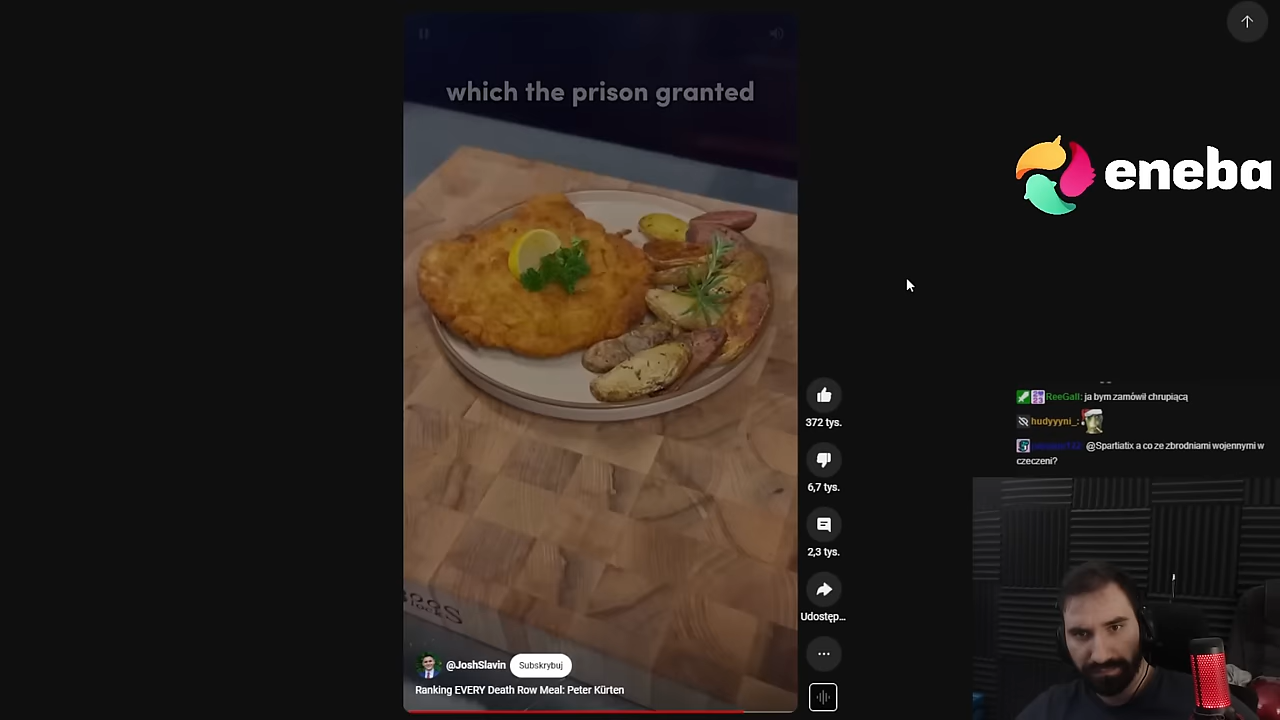 which the prison granted
eneba
372 tys.
6,7 tys.
2,3 tys.
Udostęp...
ReeGall: ja bym zamówił chrupiącą
hudyyyni_:
@Spartiatix a co ze zbrodniami wojennymi w
czeczeni?
@JoshSlavin Subskrybuj
Ranking EVERY Death Row Meal: Peter Kürten